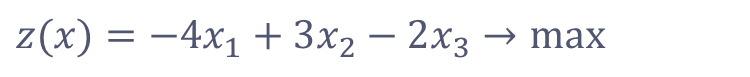 z(x) = −4x₁ + 3x₂ − 2x₃ → max